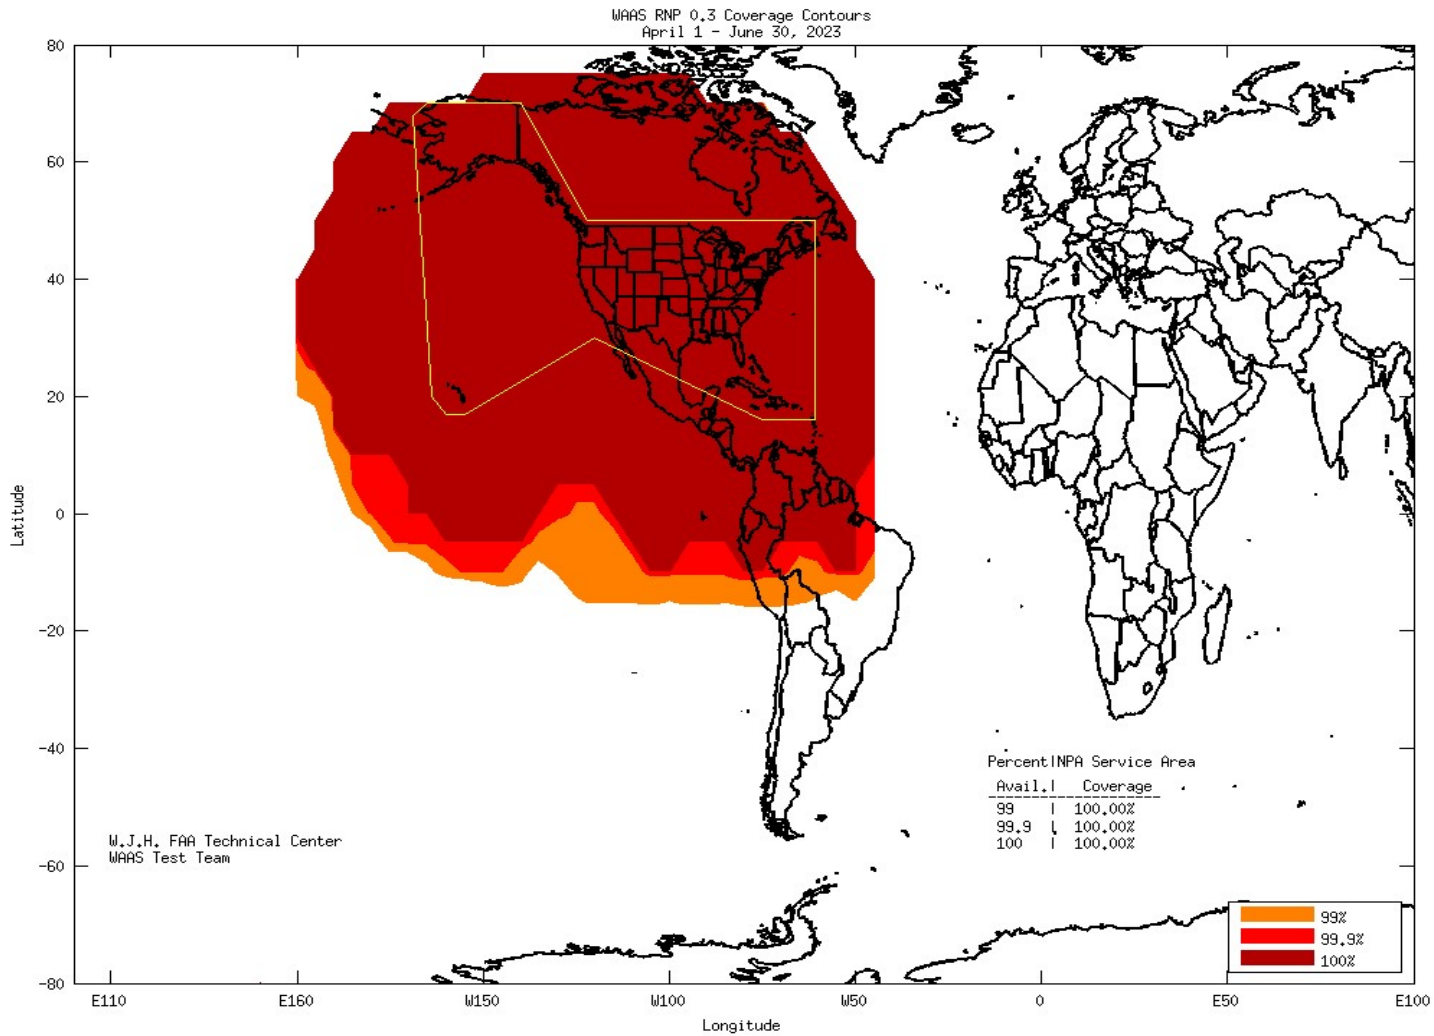 WAAS RNP 0.3 Coverage Contours
April 1 - June 30, 2023
80
60
40
20
0
-20
-40
-60
-80
Latitude
Percent|NPA Service Area
Avail.| Coverage
99 | 100.00%
99.9 | 100.00%
100 | 100.00%
W.J.H. FAA Technical Center
WAAS Test Team
99%
99.9%
100%
E110 E160 W150 W100 W50 0 E50 E100
Longitude